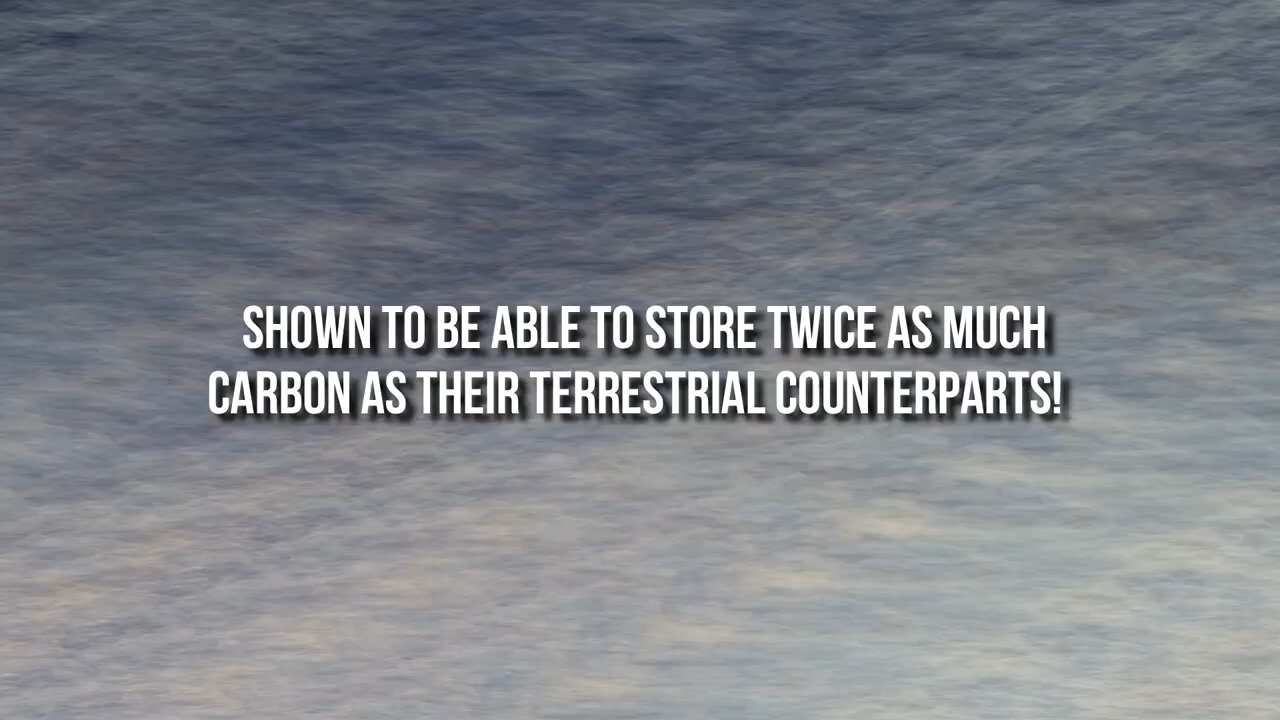 SHOWN TO BE ABLE TO STORE TWICE AS MUCH
CARBON AS THEIR TERRESTRIAL COUNTERPARTS!